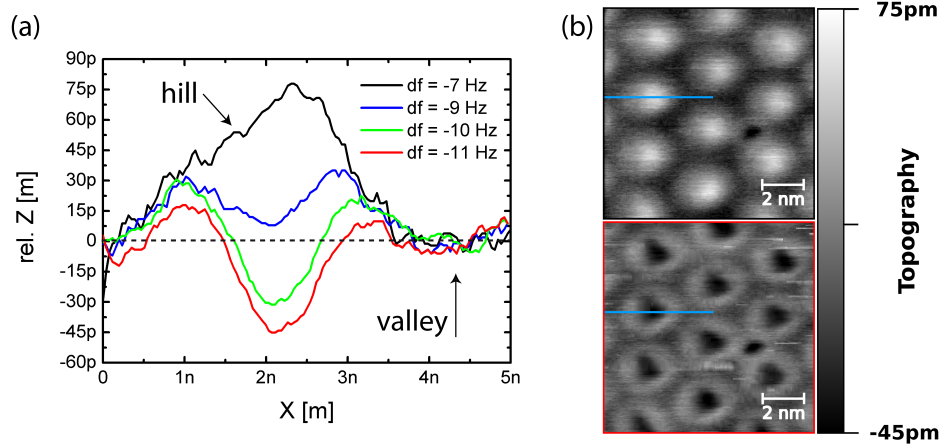 (a)
90p
75p
60p
45p
30p
15p
0
-15p
-30p
-45p
-60p
rel. Z [m]
hill
df = -7 Hz
df = -9 Hz
df = -10 Hz
df = -11 Hz
valley
0
1n
2n
3n
4n
5n
X [m]
(b)
2 nm
2 nm
75pm
Topography
-45pm